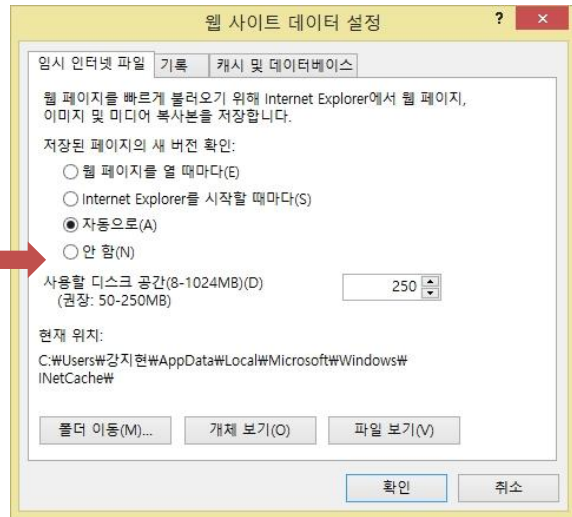 웹 사이트 데이터 설정
임시 인터넷 파일 기록 캐시 및 데이터베이스
웹 페이지를 빠르게 불러오기 위해 Internet Explorer에서 웹 페이지,
이미지 및 미디어 복사본을 저장합니다.
저장된 페이지의 새 버전 확인:
웹 페이지를 열 때마다(E)
Internet Explorer를 시작할 때마다(S)
자동으로(A)
안 함(N)
사용할 디스크 공간(8-1024MB)(D) 250
(권장: 50-250MB)
현재 위치:
C:₩Users₩강지현₩AppData₩Local₩Microsoft₩Windows₩
INetCache₩
폴더 이동(M)... 개체 보기(O) 파일 보기(V)
확인 취소